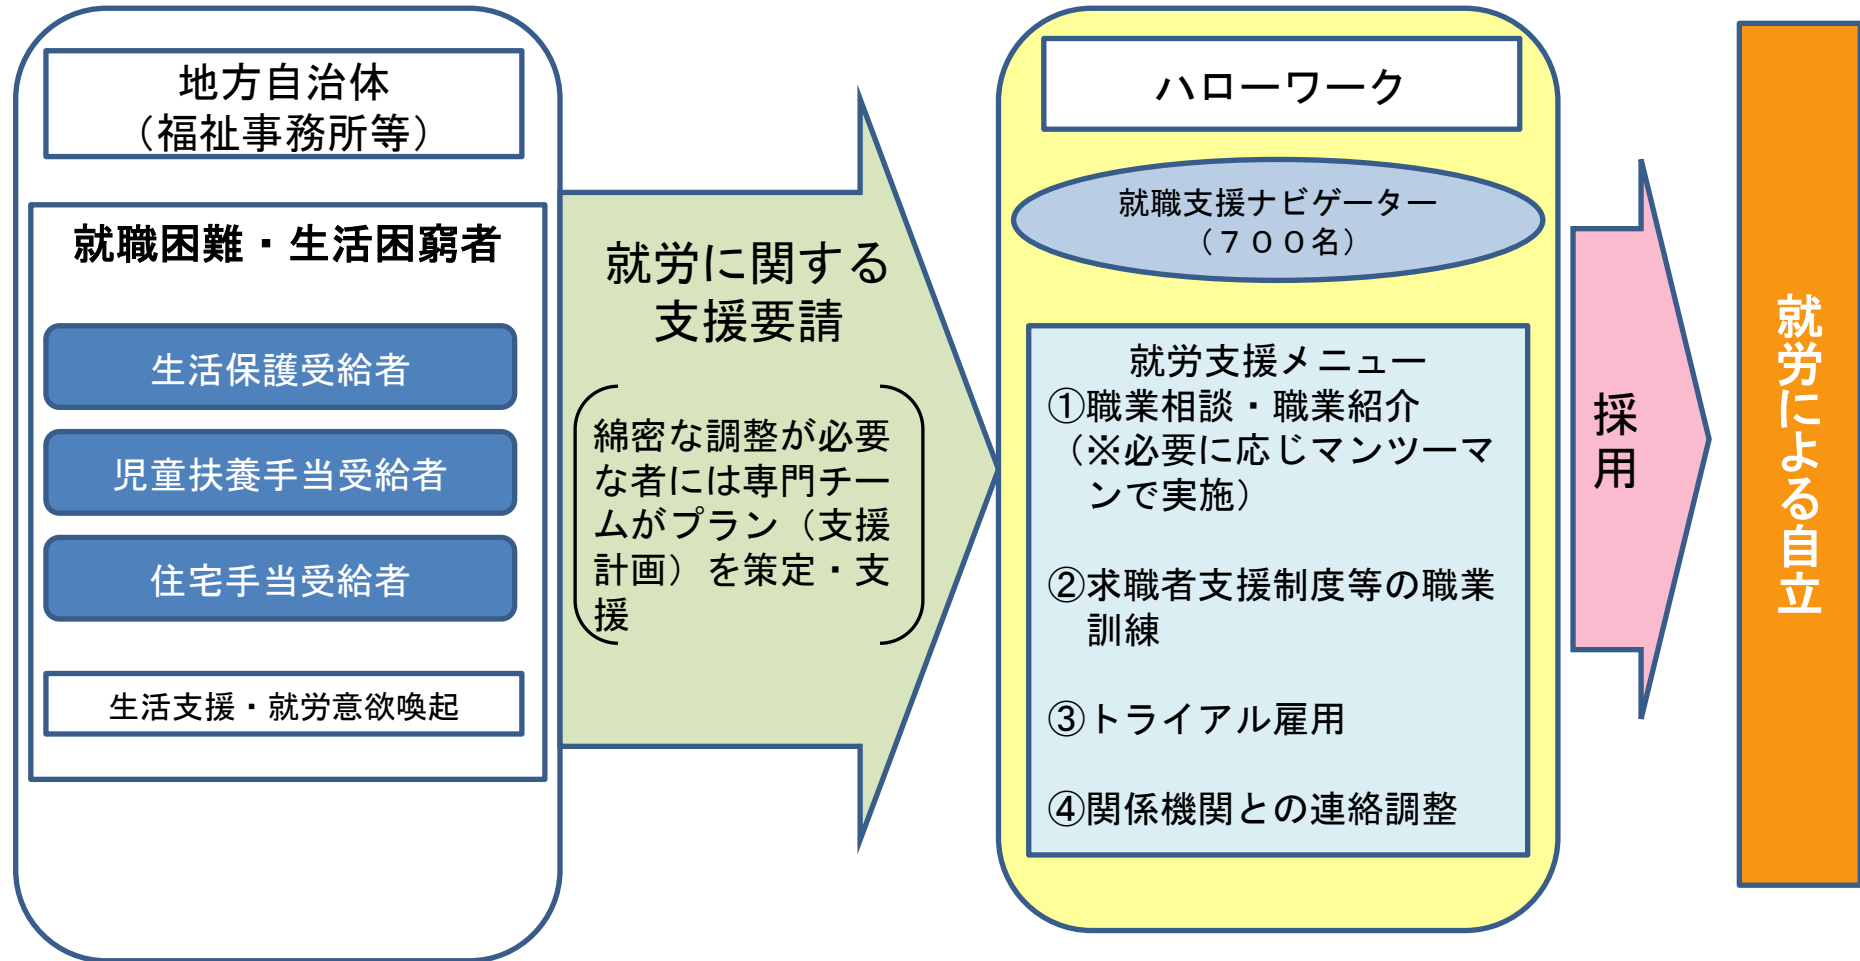 地方自治体
（福祉事務所等）
就職困難・生活困窮者
生活保護受給者
児童扶養手当受給者
住宅手当受給者
生活支援・就労意欲喚起
就労に関する
支援要請
綿密な調整が必要
な者には専門チー
ムがプラン（支援
計画）を策定・支
援
ハローワーク
就職支援ナビゲーター
（７００名）
就労支援メニュー
①職業相談・職業紹介
（※必要に応じマンツーマ
ンで実施）
②求職者支援制度等の職業
訓練
③トライアル雇用
④関係機関との連絡調整
採用
就労による自立